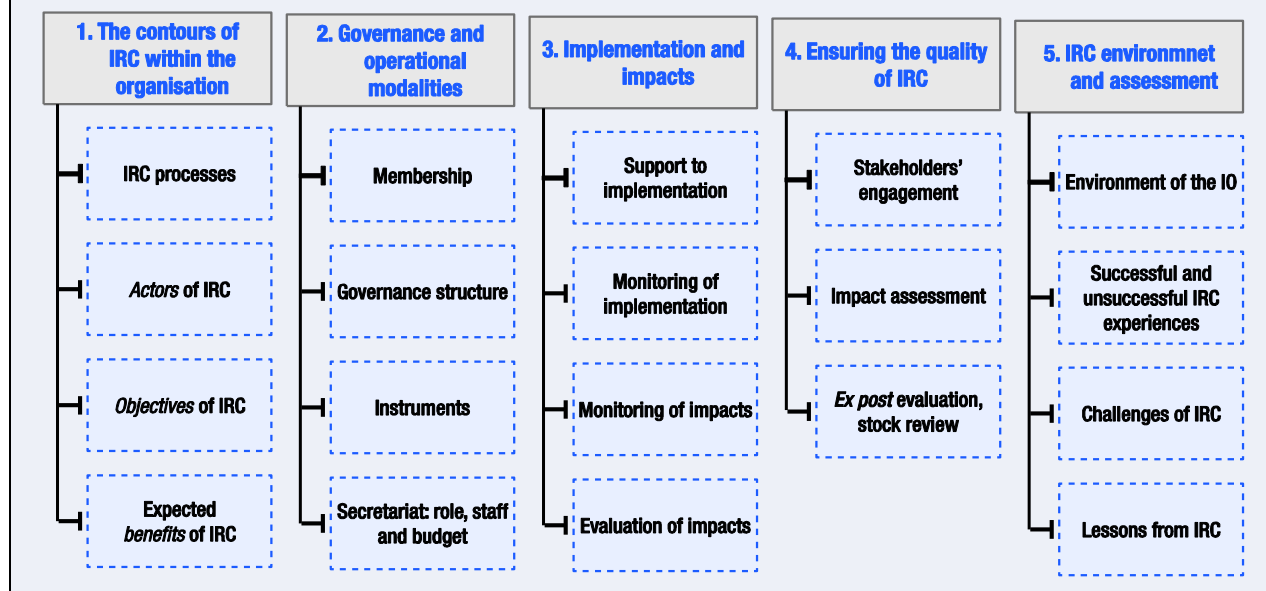 1. The contours of
IRC within the
organisation
IRC processes
Actors of IRC
Objectives of IRC
Expected
benefits of IRC
2. Governance and
operational
modalities
Membership
Governance structure
Instruments
Secretariat: role, staff
and budget
3. Implementation and
impacts
Support to
implementation
Monitoring of
implementation
Monitoring of impacts
Evaluation of impacts
4. Ensuring the quality
of IRC
Stakeholders’
engagement
Impact assessment
Ex post evaluation,
stock review
5. IRC environmnet
and assessment
Environment of the IO
Successful and
unsuccessful IRC
experiences
Challenges of IRC
Lessons from IRC